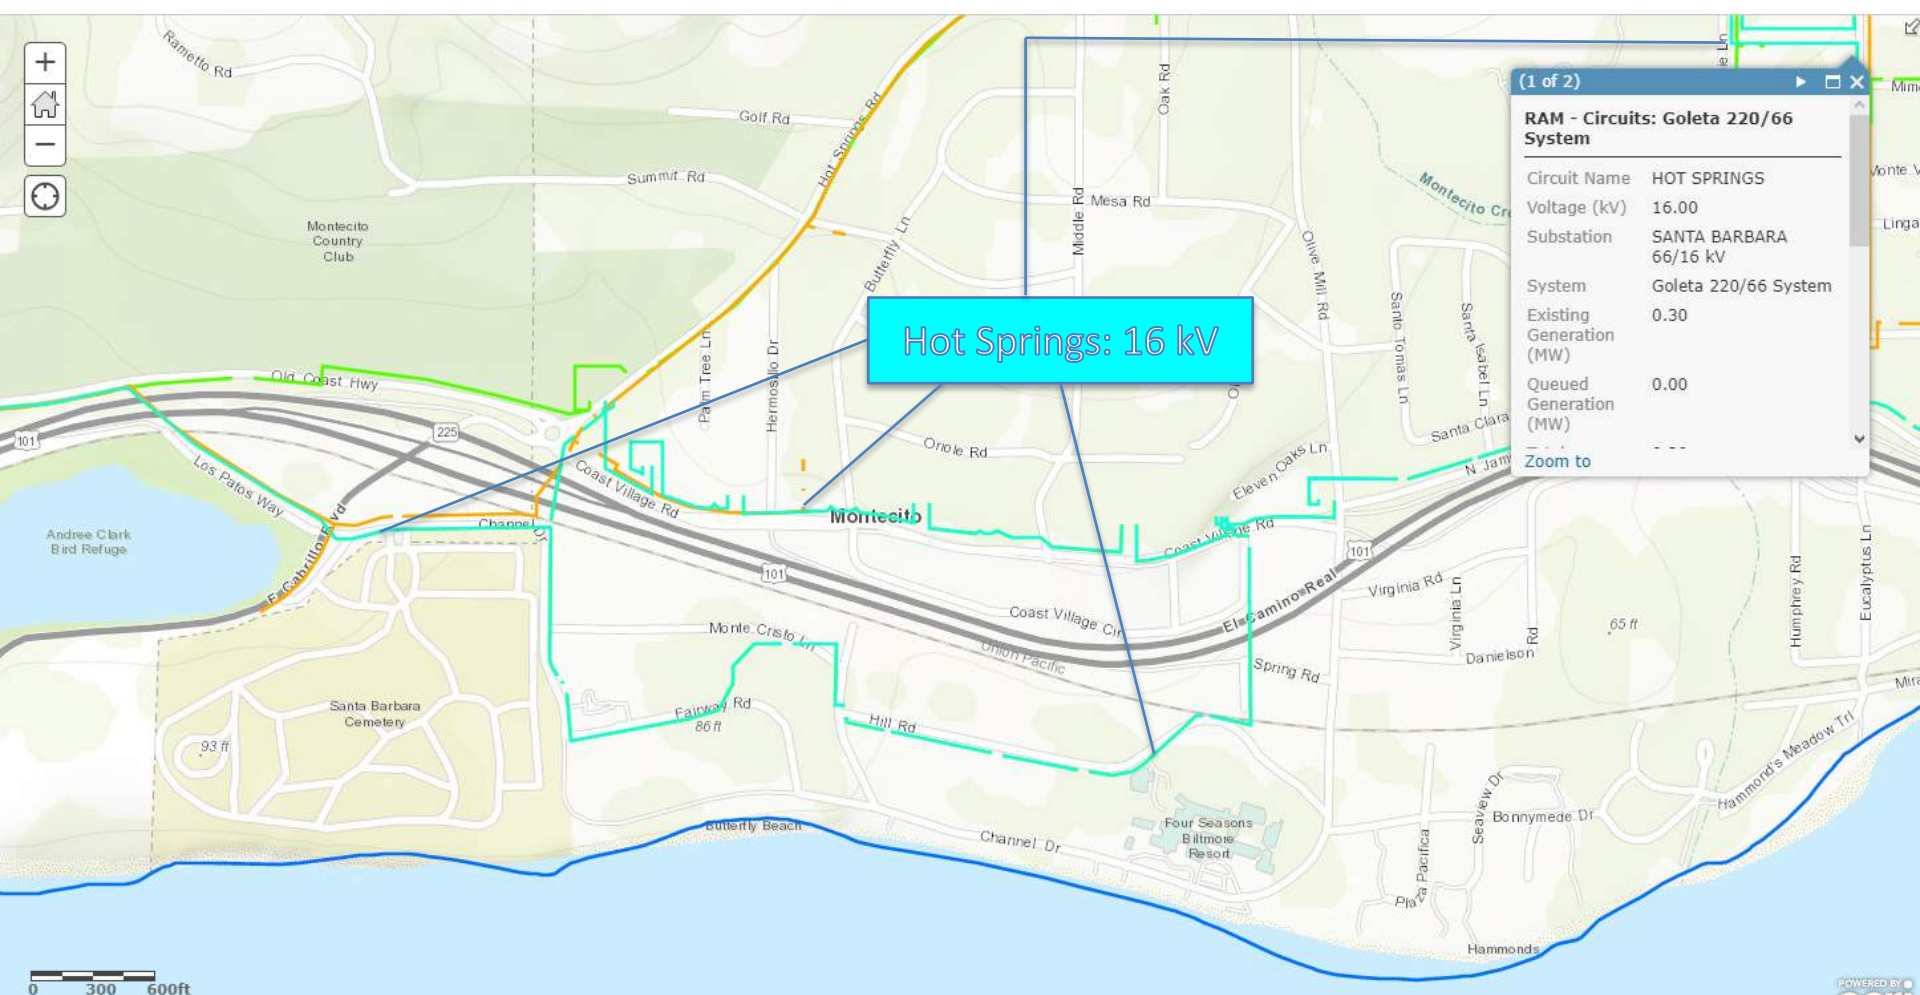 Rametto Rd
Golf Rd
Hot Springs Rd
Summit Rd
Oak Rd
Mesa Rd
Middle Rd
Butterfly Ln
Olive Mill Rd
Montecito
Country
Club
Montecito Cr
Santo Tomas Ln
Santa Isabel Ln
Santa Clara
Palm Tree Ln
Hermosillo Dr
Hot Springs: 16 kV
(1 of 2)
RAM - Circuits: Goleta 220/66
System
Circuit Name HOT SPRINGS
Voltage (kV) 16.00
Substation SANTA BARBARA
66/16 kV
System Goleta 220/66 System
Existing 0.30
Generation
(MW)
Queued 0.00
Generation
(MW)
Zoom to
Old Coast Hwy
101
225
Los Patos Way
Coast Village Rd
Oriole Rd
Eleven Oaks Ln
N Jam
Montecito
Channel Dr
E Cabrillo Blvd
Andree Clark
Bird Refuge
101
Coast Village Rd
101
El Camino Real
Virginia Rd
Virginia Ln
Humphrey Rd
Eucalyptus Ln
Coast Village Cir
Monte Cristo Ln
Union Pacific
Spring Rd
Danielson
Rd
65 ft
Santa Barbara
Cemetery
93 ft
Fairway Rd
86 ft
Hill Rd
Hammond's Meadow Trl
Seaview Dr
Bonnymede Dr
Butterfly Beach
Channel Dr
Four Seasons
Biltmore
Resort
Plaza Pacifica
Hammonds
0 300 600ft
POWERED BY